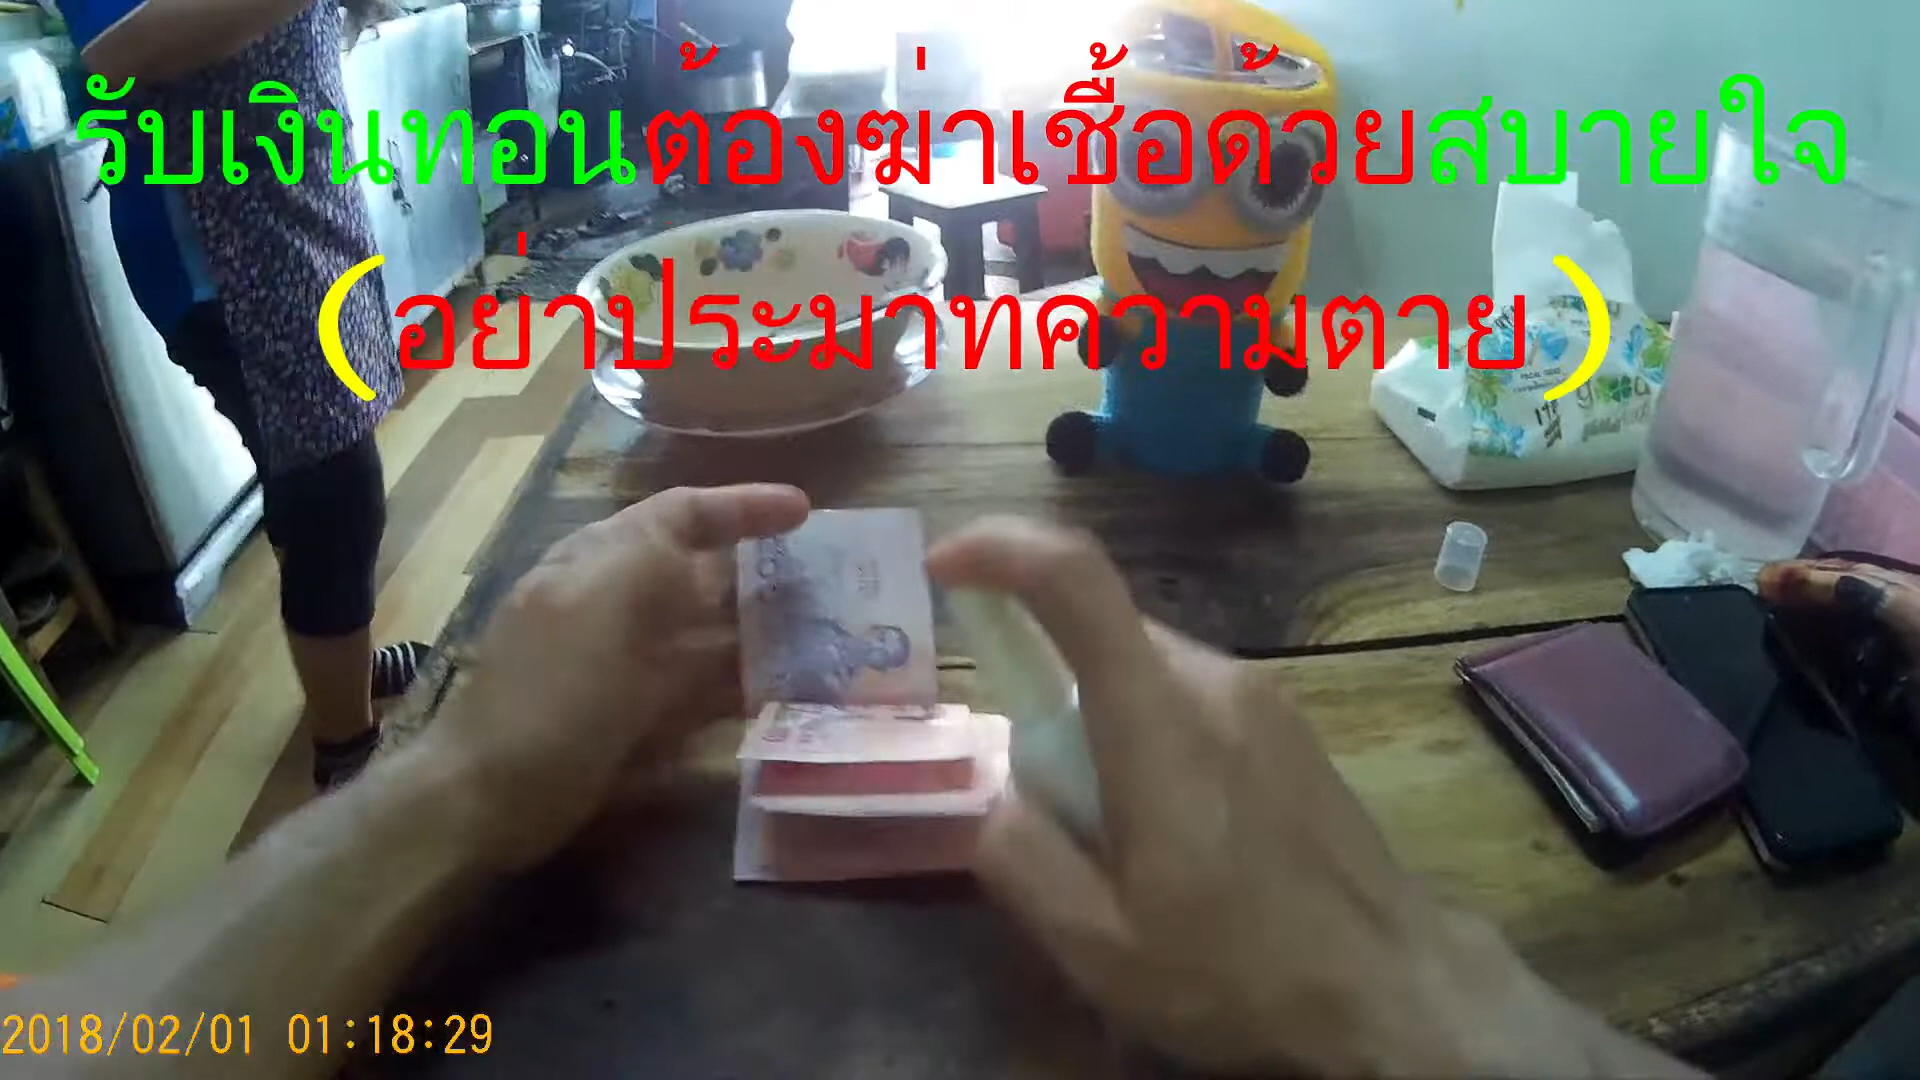 รับเงินทอนต้องฆ่าเชื้อด้วยสบายใจ
(อย่าประมาทความตาย)
good
2018/02/01 01:18:29